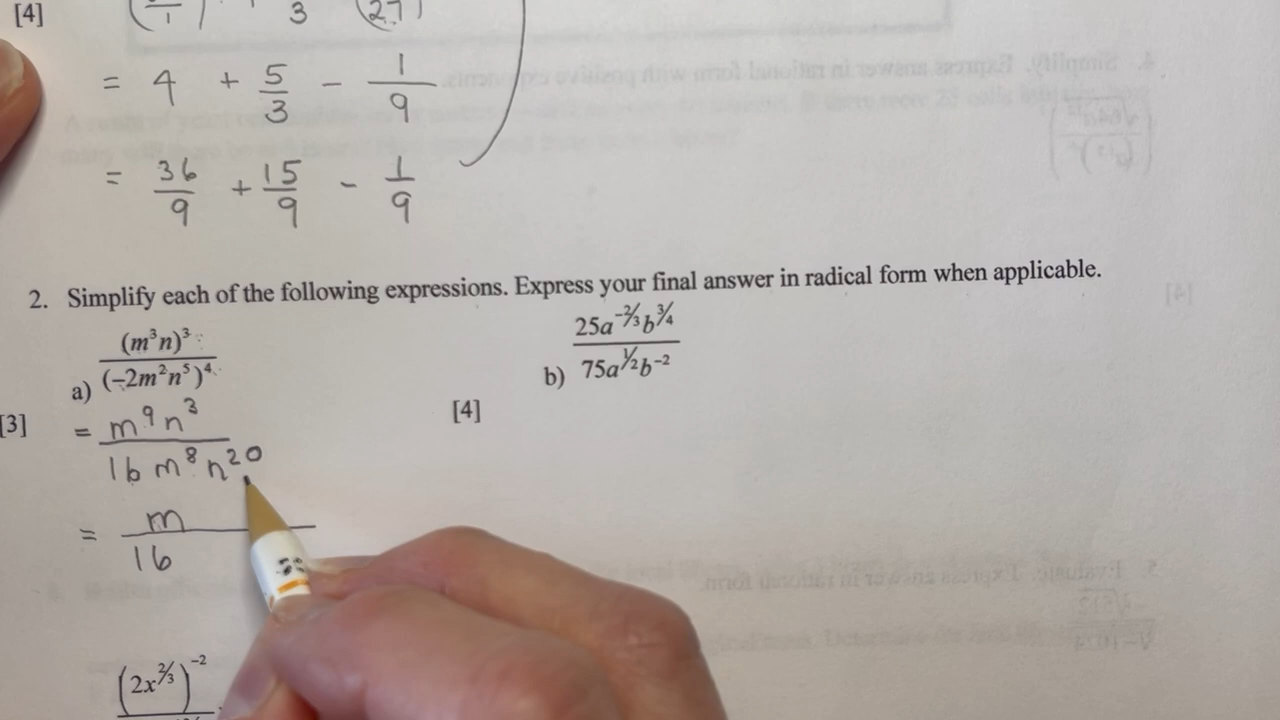 [4]
= 4 + 5/3 - 1/9
= 36/9 + 15/9 - 1/9
2. Simplify each of the following expressions. Express your final answer in radical form when applicable.
a) (m³n)³ / (-2m²n⁵)⁴
b) 25a^(-2/3)b^(3/4) / 75a^(1/2)b^(-2)
[3] = m⁹n³ / 16m⁸n²⁰
[4]
= m / 16
(2x^(2/3))^(-2)